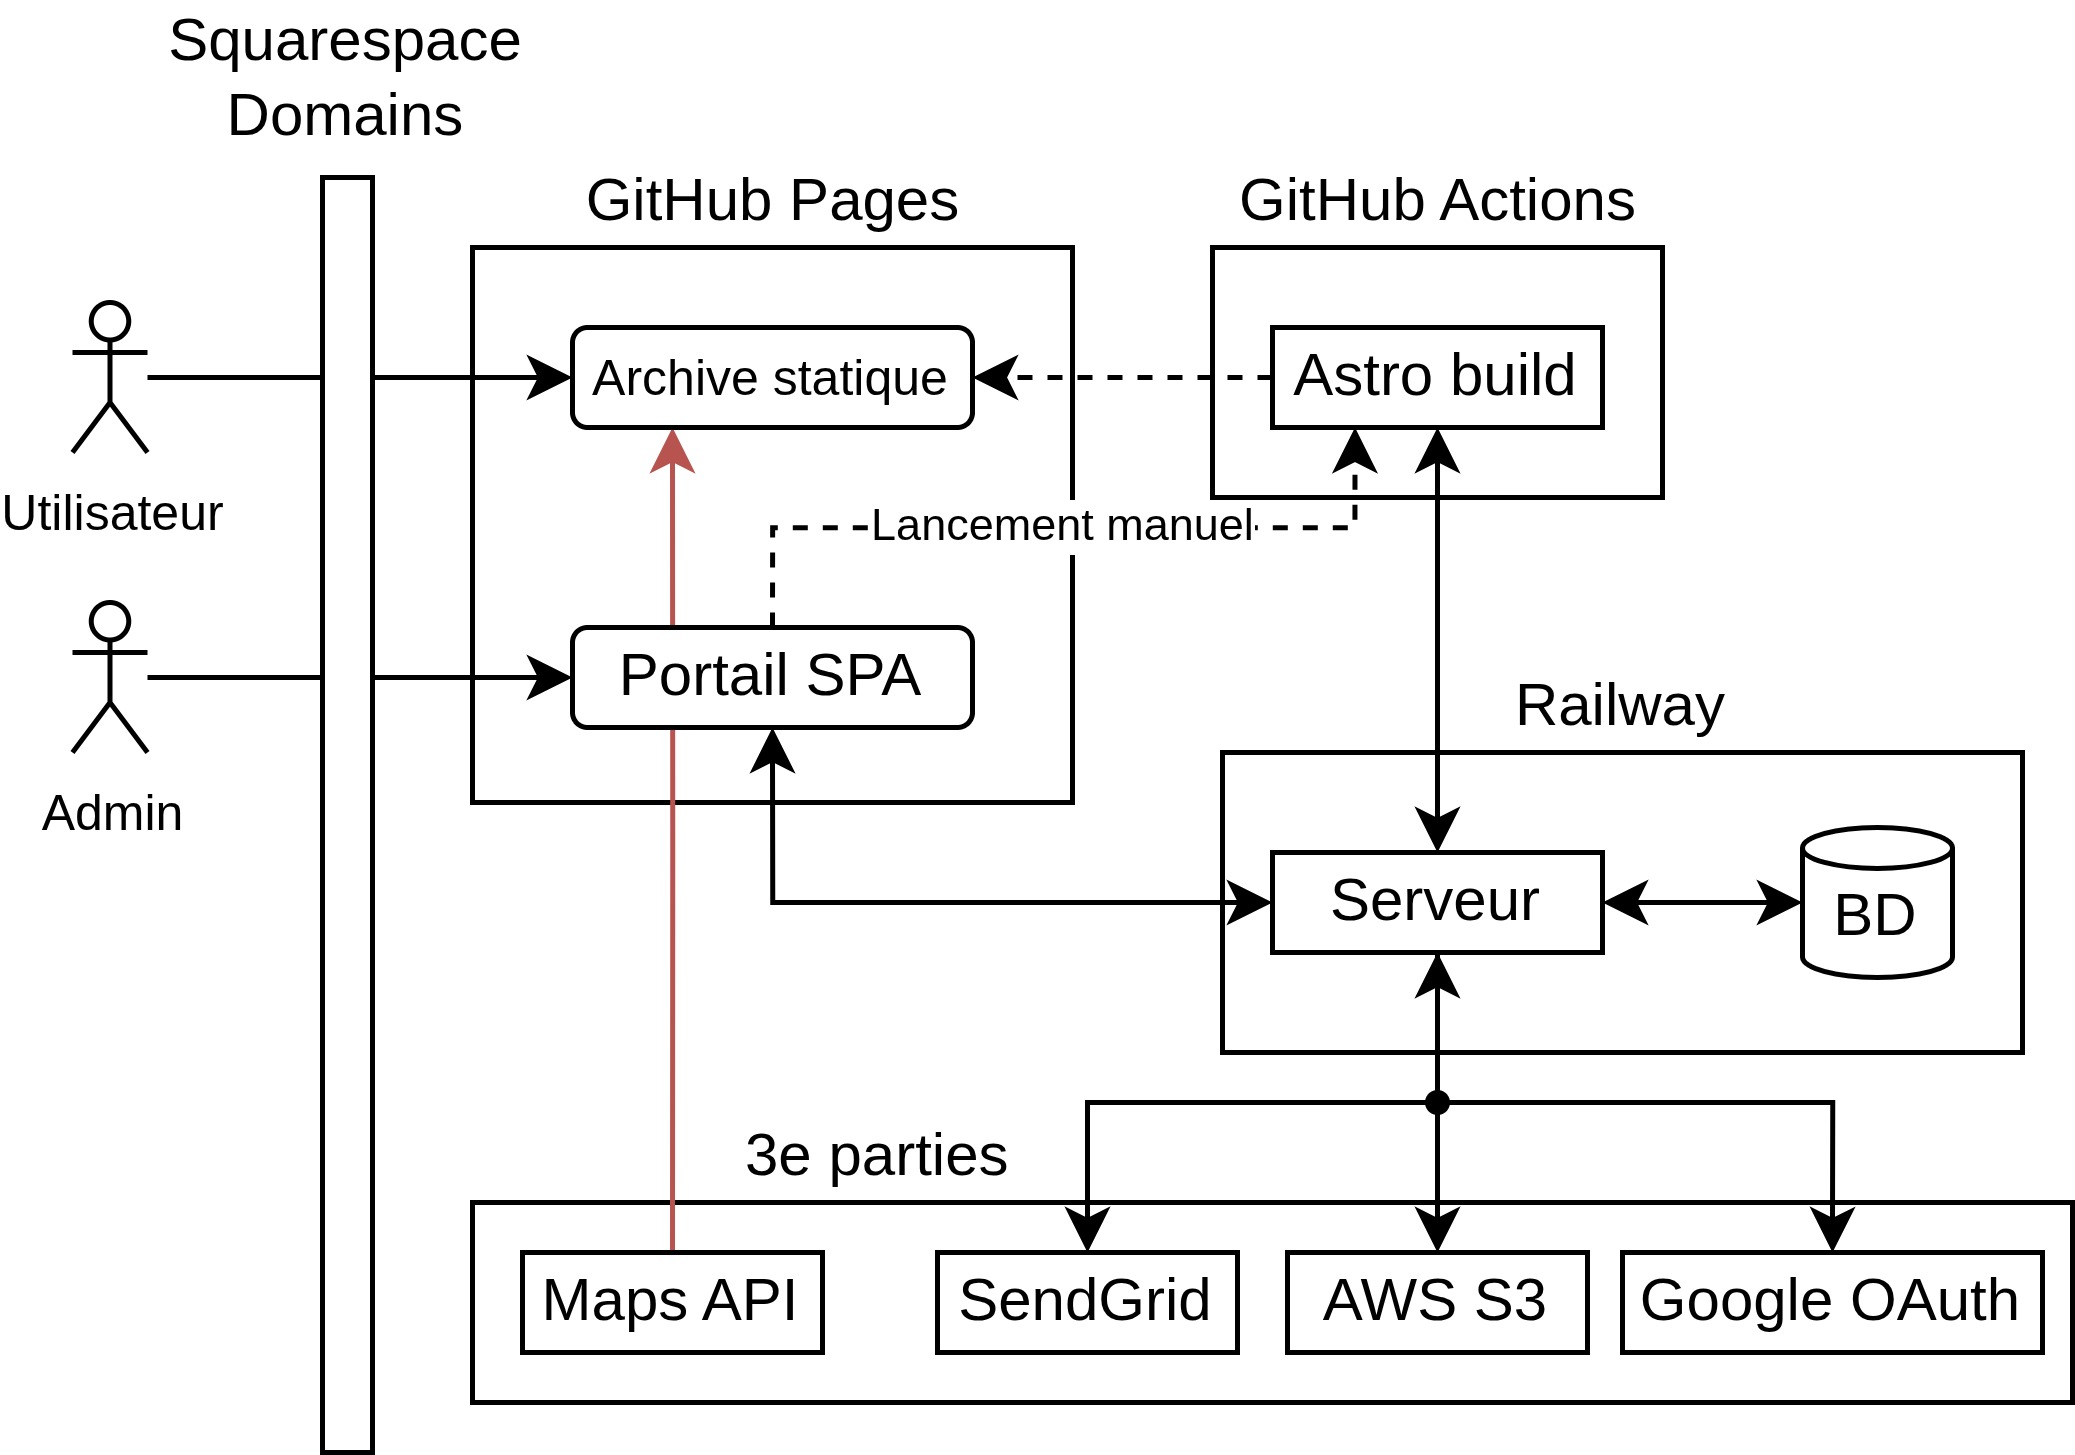 Squarespace
Domains
GitHub Pages
GitHub Actions
Archive statique
Astro build
Utilisateur
Lancement manuel
Portail SPA
Railway
Admin
Serveur
BD
3e parties
Maps API
SendGrid
AWS S3
Google OAuth